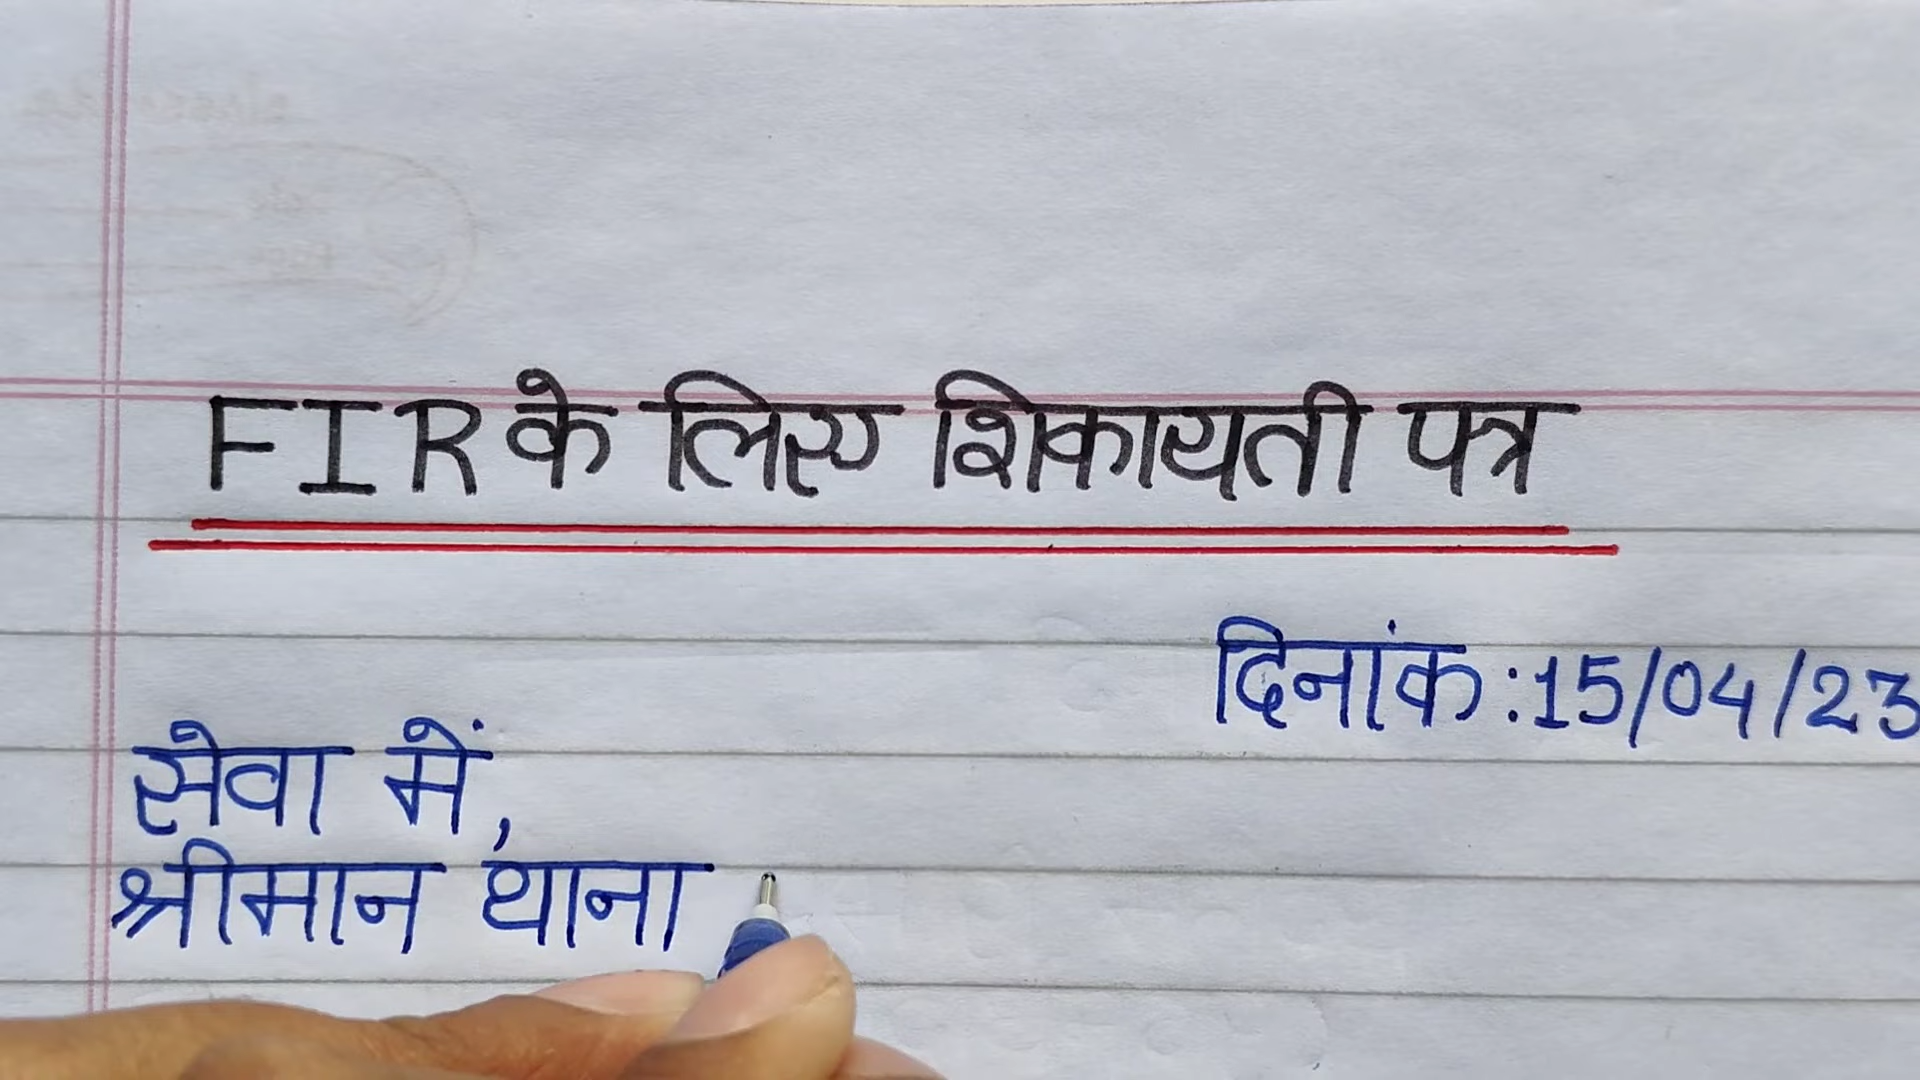 FIR के लिए शिकायती पत्र
दिनांक :15/04/23
सेवा में,
श्रीमान थाना